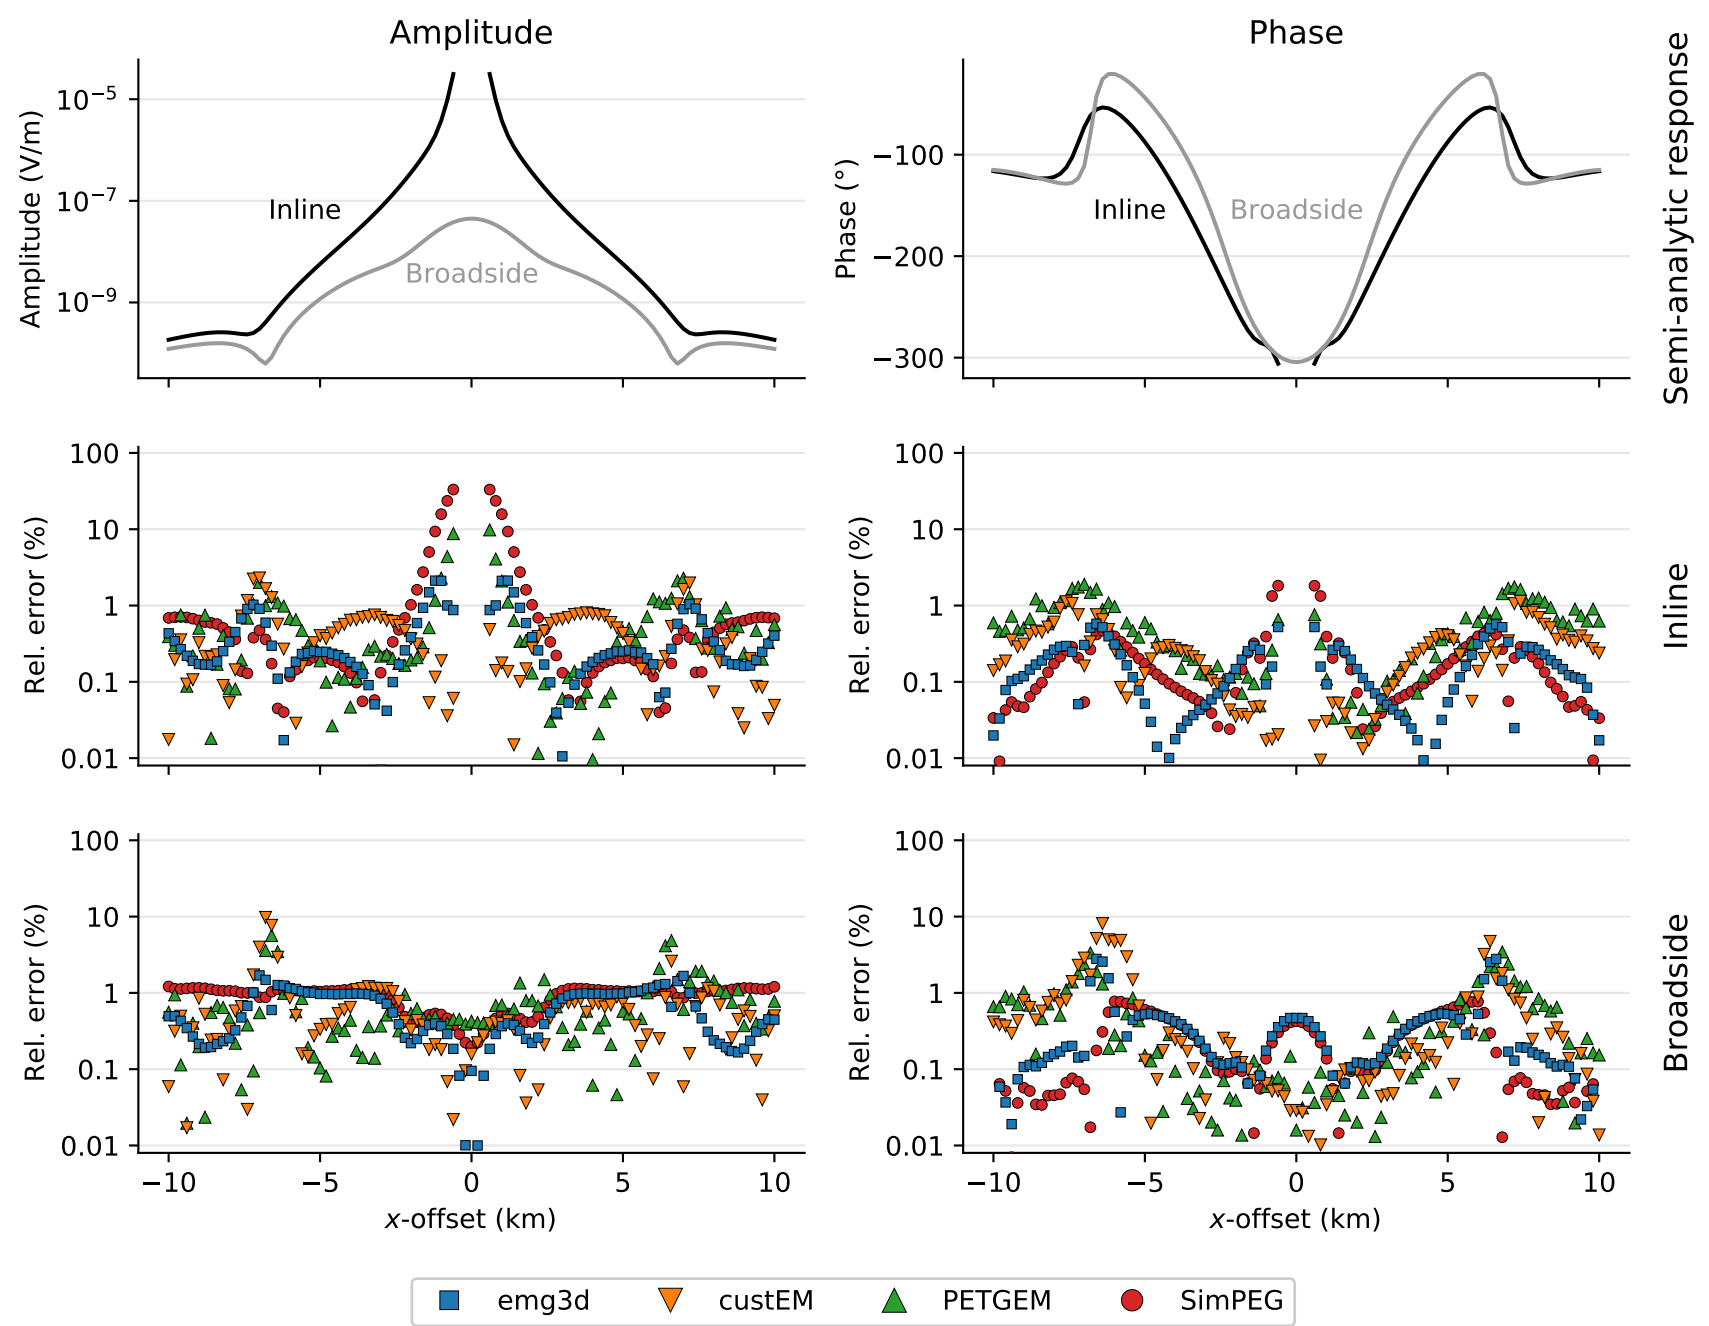 Amplitude
Phase
Amplitude (V/m)
10⁻⁵
10⁻⁷
10⁻⁹
Inline
Broadside
Phase (°)
−100
−200
−300
Inline
Broadside
Semi-analytic response
Rel. error (%)
100
10
1
0.1
0.01
Rel. error (%)
100
10
1
0.1
0.01
Inline
Rel. error (%)
100
10
1
0.1
0.01
−10 −5 0 5 10
x-offset (km)
Rel. error (%)
100
10
1
0.1
0.01
−10 −5 0 5 10
x-offset (km)
Broadside
emg3d custEM PETGEM SimPEG